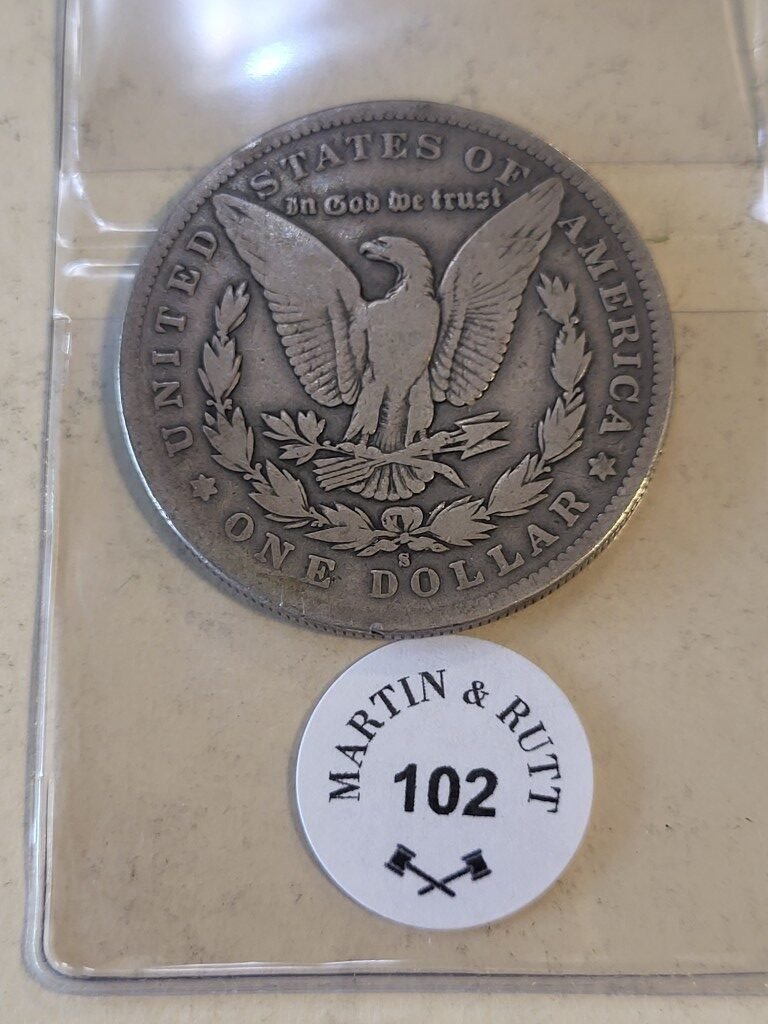 UNITED STATES OF AMERICA
In God we trust
S
ONE DOLLAR
MARTIN & RUTT
102